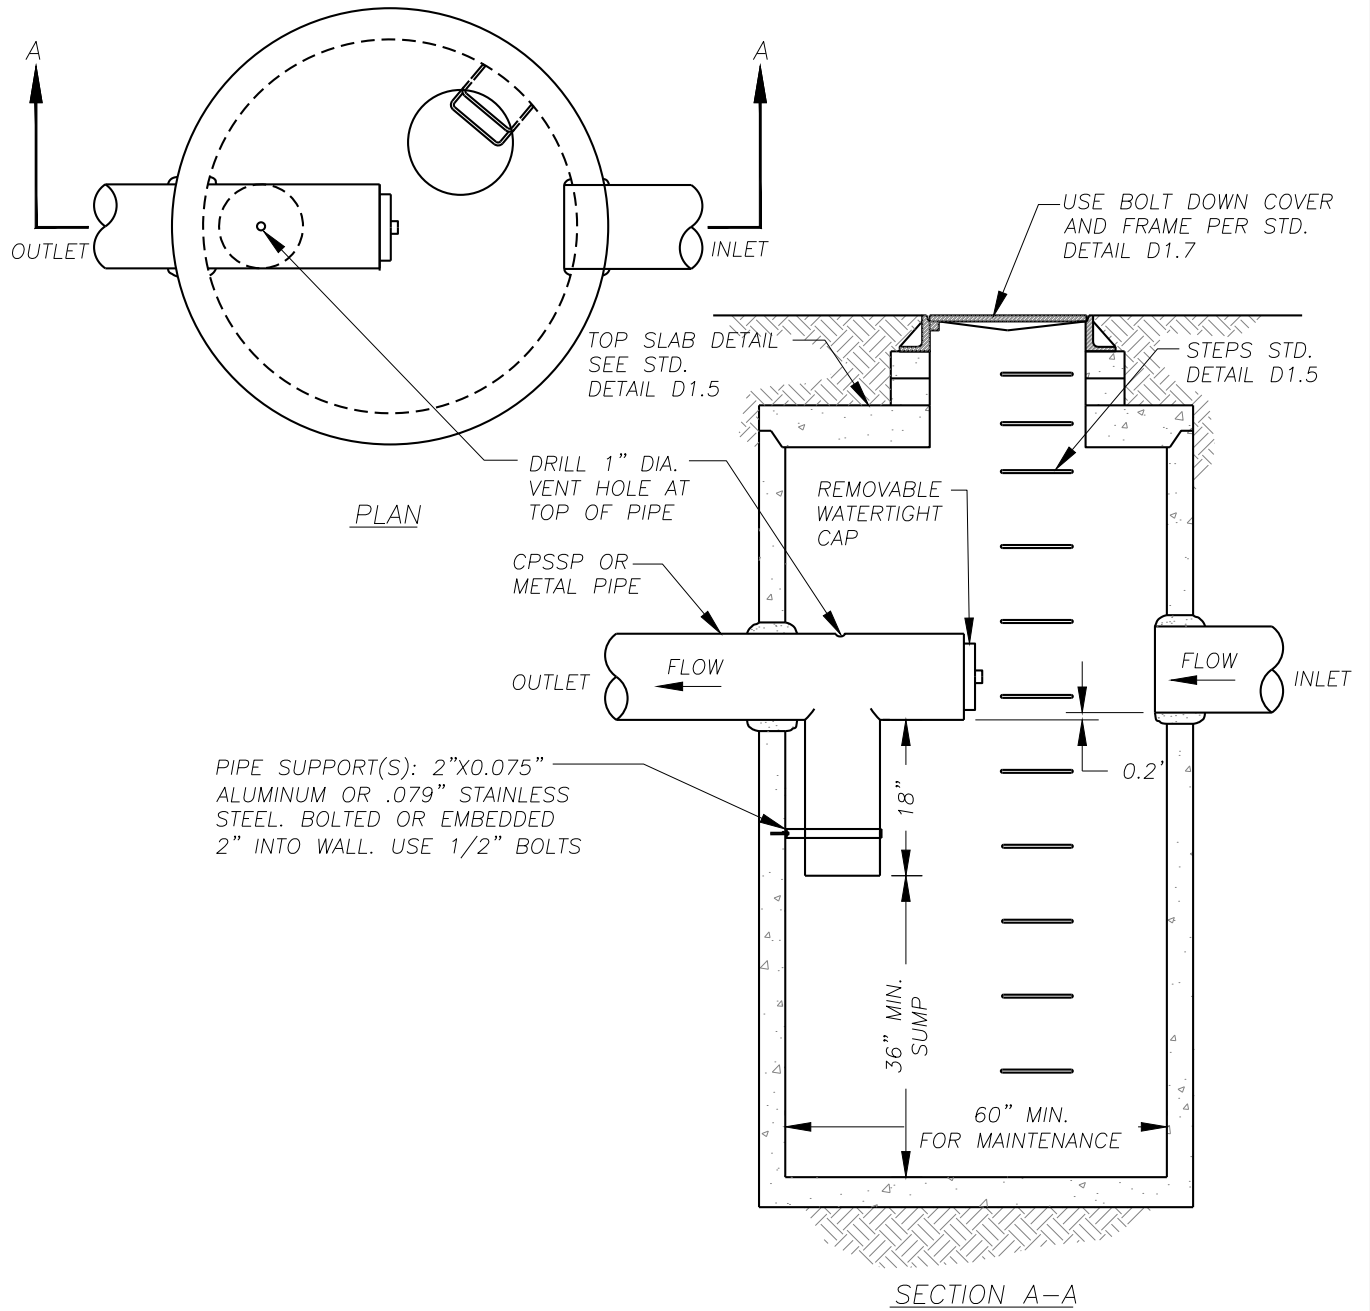 A
A
OUTLET
INLET
USE BOLT DOWN COVER
AND FRAME PER STD.
DETAIL D1.7
TOP SLAB DETAIL
SEE STD.
DETAIL D1.5
STEPS STD.
DETAIL D1.5
DRILL 1" DIA.
VENT HOLE AT
TOP OF PIPE
PLAN
REMOVABLE
WATERTIGHT
CAP
CPSSP OR
METAL PIPE
FLOW
OUTLET
FLOW
INLET
PIPE SUPPORT(S): 2"X0.075"
ALUMINUM OR .079" STAINLESS
STEEL. BOLTED OR EMBEDDED
2" INTO WALL. USE 1/2" BOLTS
0.2'
18"
36" MIN.
SUMP
60" MIN.
FOR MAINTENANCE
SECTION A-A